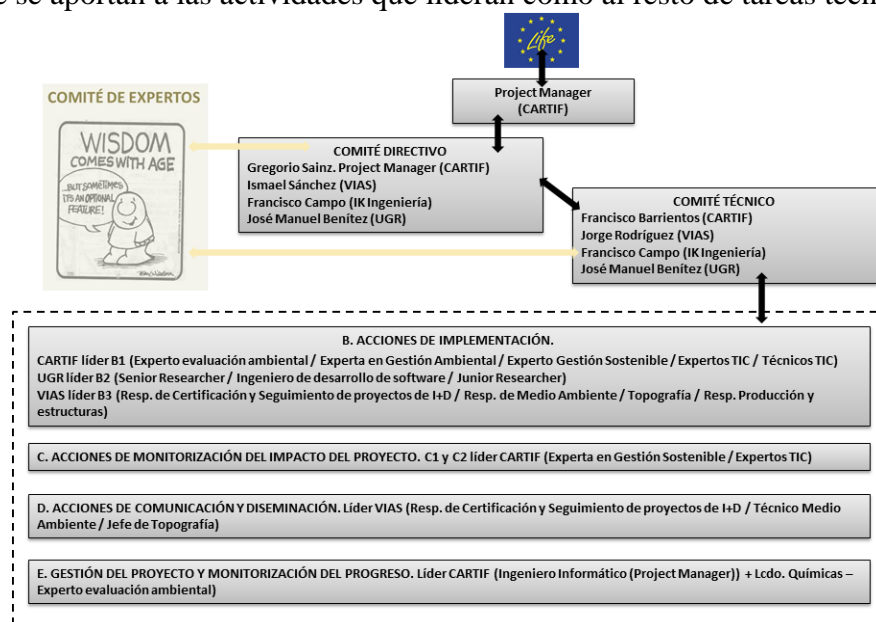 e se aportan a las actividades que lideran como al resto de tareas
Life
Project Manager
(CARTIF)
COMITÉ DE EXPERTOS
WISDOM
COMES WITH AGE
...BUT SOMETIMES
IT'S AN OPTIONAL
FEATURE!
COMITÉ DIRECTIVO
Gregorio Sainz. Project Manager (CARTIF)
Ismael Sánchez (VIAS)
Francisco Campo (IK Ingeniería)
José Manuel Benítez (UGR)
COMITÉ TÉCNICO
Francisco Barrientos (CARTIF)
Jorge Rodríguez (VIAS)
Francisco Campo (IK Ingeniería)
José Manuel Benítez (UGR)
B. ACCIONES DE IMPLEMENTACIÓN.
CARTIF líder B1 (Experto evaluación ambiental / Experta en Gestión Ambiental / Experto Gestión Sostenible / Expertos TIC / Técnicos TIC)
UGR líder B2 (Senior Researcher / Ingeniero de desarrollo de software / Junior Researcher)
VIAS líder B3 (Resp. de Certificación y Seguimiento de proyectos de I+D / Resp. de Medio Ambiente / Topografía / Resp. Producción y
estructuras)
C. ACCIONES DE MONITORIZACIÓN DEL IMPACTO DEL PROYECTO. C1 y C2 líder CARTIF (Experta en Gestión Sostenible / Expertos TIC)
D. ACCIONES DE COMUNICACIÓN Y DISEMINACIÓN. Líder VIAS (Resp. de Certificación y Seguimiento de proyectos de I+D / Técnico Medio
Ambiente / Jefe de Topografía)
E. GESTIÓN DEL PROYECTO Y MONITORIZACIÓN DEL PROGRESO. Líder CARTIF (Ingeniero Informático (Project Manager)) + Lcdo. Químicas –
Experto evaluación ambiental)